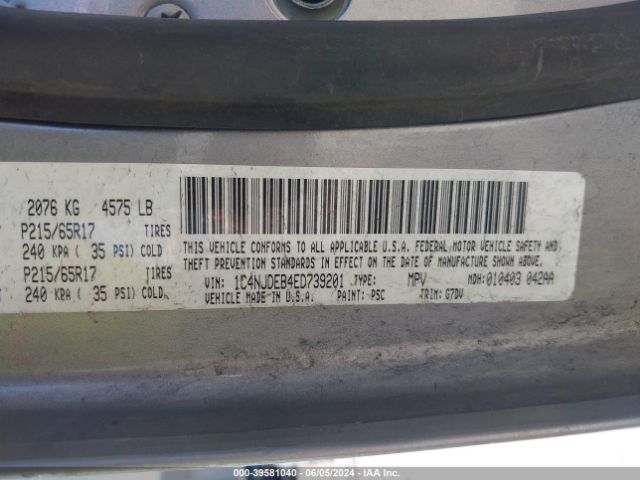 2076 KG 4575 LB
P215/65R17 TIRES
240 KPA ( 35 PSI) COLD
P215/65R17 TIRES
240 KPA ( 35 PSI) COLD
THIS VEHICLE CONFORMS TO ALL APPLICABLE U.S.A. FEDERAL MOTOR VEHICLE SAFETY AND
THEFT PREVENTION STANDARDS IN EFFECT ON THE DATE OF MANUFACTURE SHOWN ABOVE.
VIN: 1C4NJDEB4ED739201 TYPE: MPV MDH: 010403 042AA
VEHICLE MADE IN U.S.A. PAINT: PSC TRIM: G7DV
STOCK #: 39581040 - 06/05/2024 - IAA Inc.